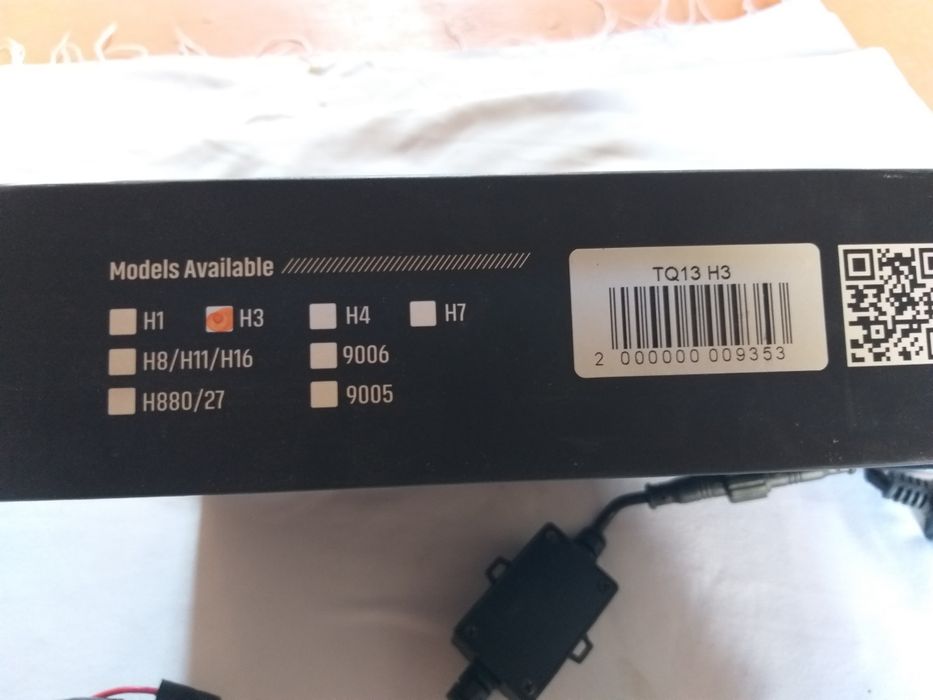 Models Available
H1 H3 H4 H7
H8/H11/H16 9006
H880/27 9005
TQ13 H3
2 000000 009353